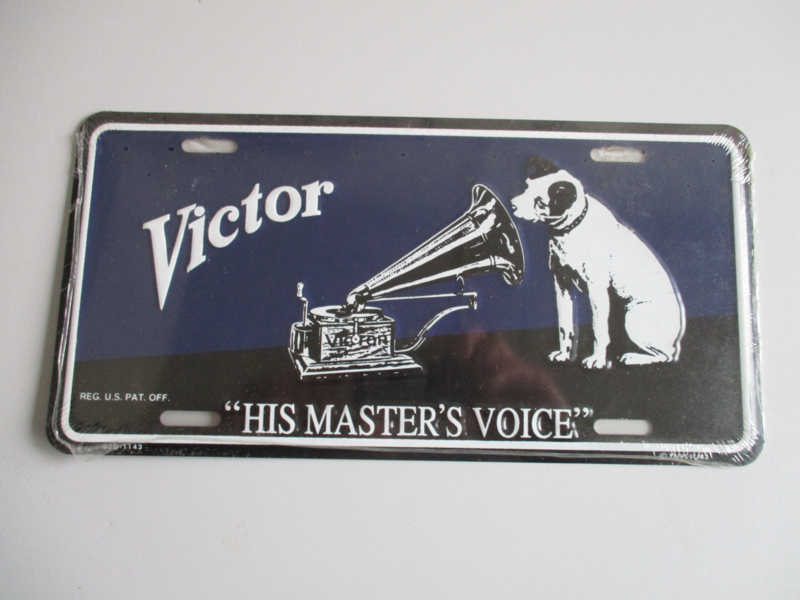 Victor
VICTOR
REG. U.S. PAT. OFF.
“HIS MASTER'S VOICE”